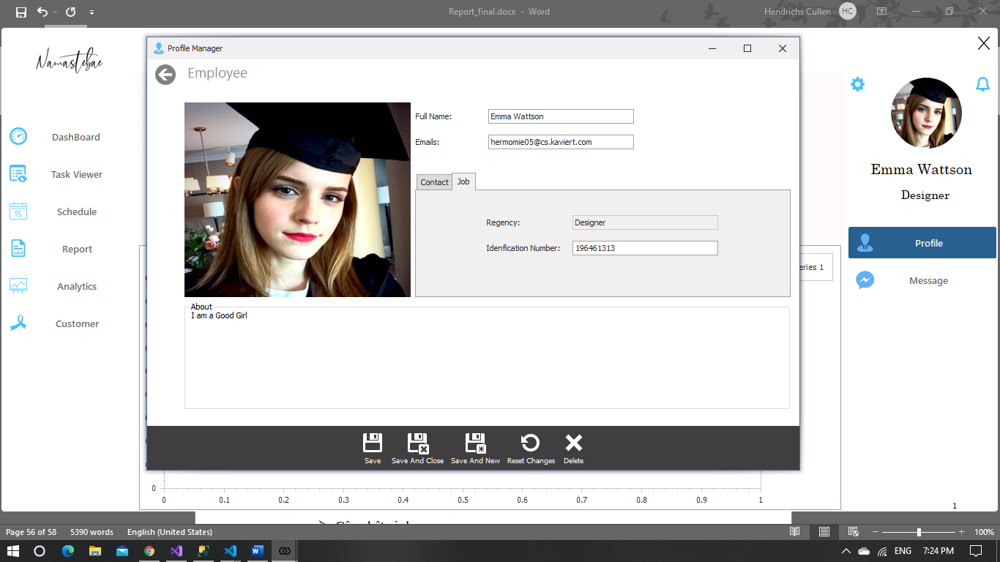 Report_final.docx - Word
Hendrichs Cullen
HC
Namastebae
Profile Manager
Employee
Full Name:
Emma Wattson
Emails:
hermomie05@cs.kaviert.com
Contact
Job
Regency:
Designer
Idenfication Number:
196461313
About
I am a Good Girl
Save
Save And Close
Save And New
Reset Changes
Delete
DashBoard
Task Viewer
15
Schedule
Report
Analytics
Customer
Emma Wattson
Designer
Profile
Message
eries 1
0
0 0.1 0.2 0.3 0.4 0.5 0.6 0.7 0.8 0.9 1
1
Page 56 of 58 5390 words English (United States)
100%
ENG 7:24 PM